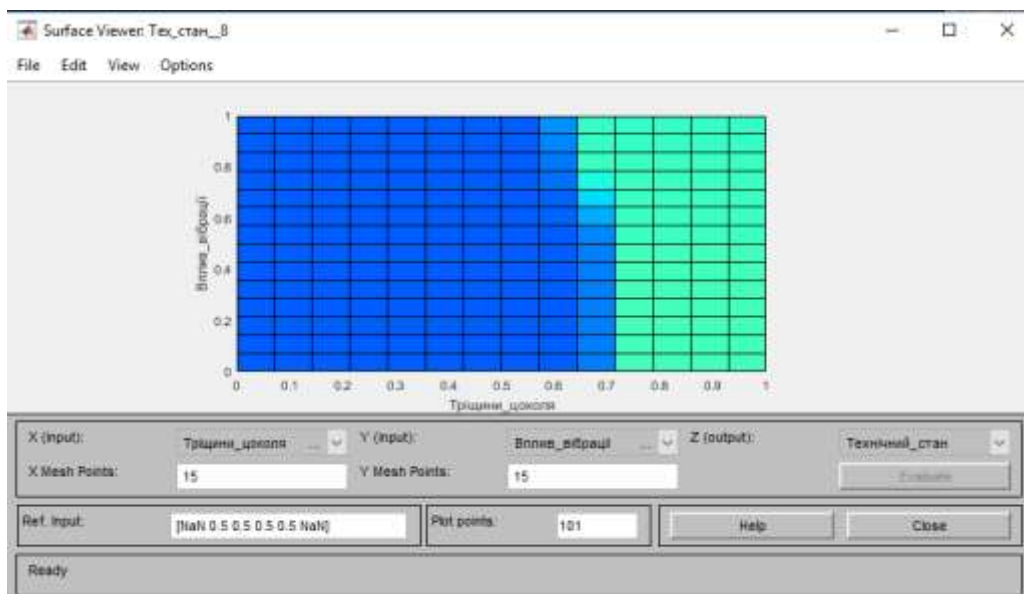 Surface Viewer: Тех_стан__8
File Edit View Options
1
0.8
0.6
0.4
0.2
0
Вплив_вібрації
0 0.1 0.2 0.3 0.4 0.5 0.6 0.7 0.8 0.9 1
Тріщини_цоколя
X (input): Тріщини_цоколя ... Y (input): Вплив_вібрації ... Z (output): Технічний_стан
X Mesh Points: 15 Y Mesh Points: 15 Evaluate
Ref. Input: [NaN 0.5 0.5 0.5 0.5 NaN] Plot points: 101 Help Close
Ready